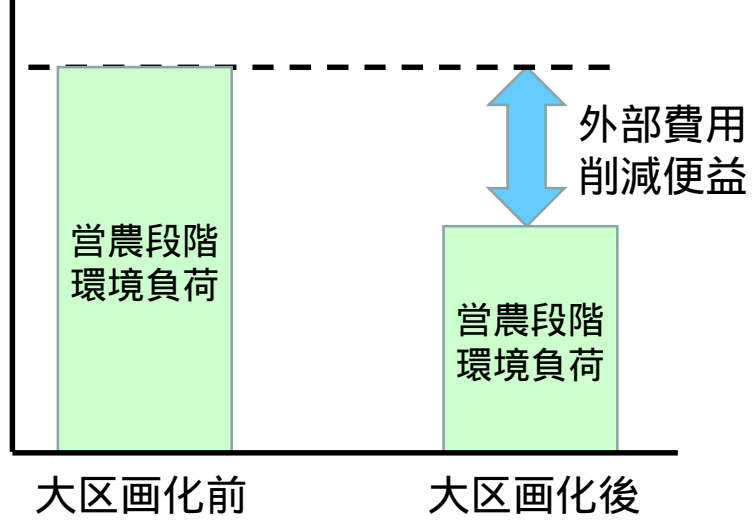 外部費用
削減便益
営農段階
環境負荷
営農段階
環境負荷
大区画化前
大区画化後